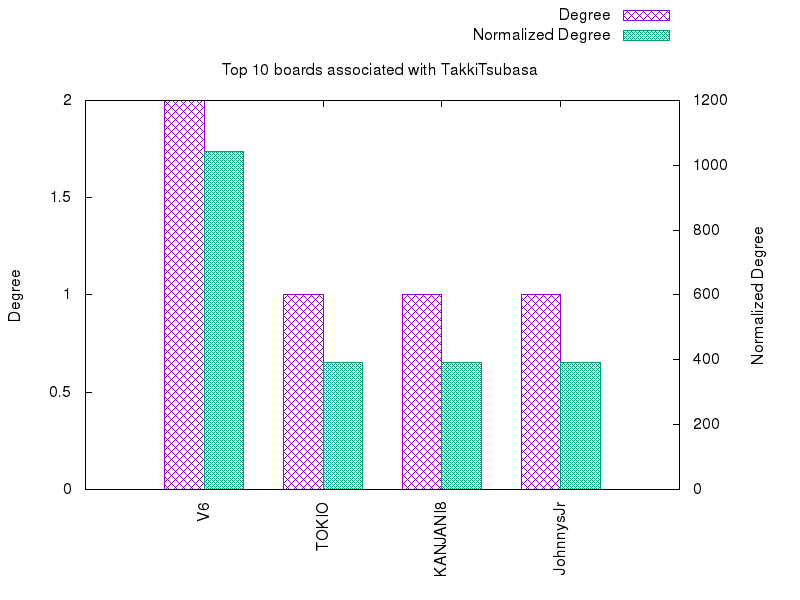 Degree
Normalized Degree
Top 10 boards associated with TakkiTsubasa
2
1.5
1
0.5
0
1200
1000
800
600
400
200
0
Degree
Normalized Degree
V6
TOKIO
KANJANI8
JohnnysJr